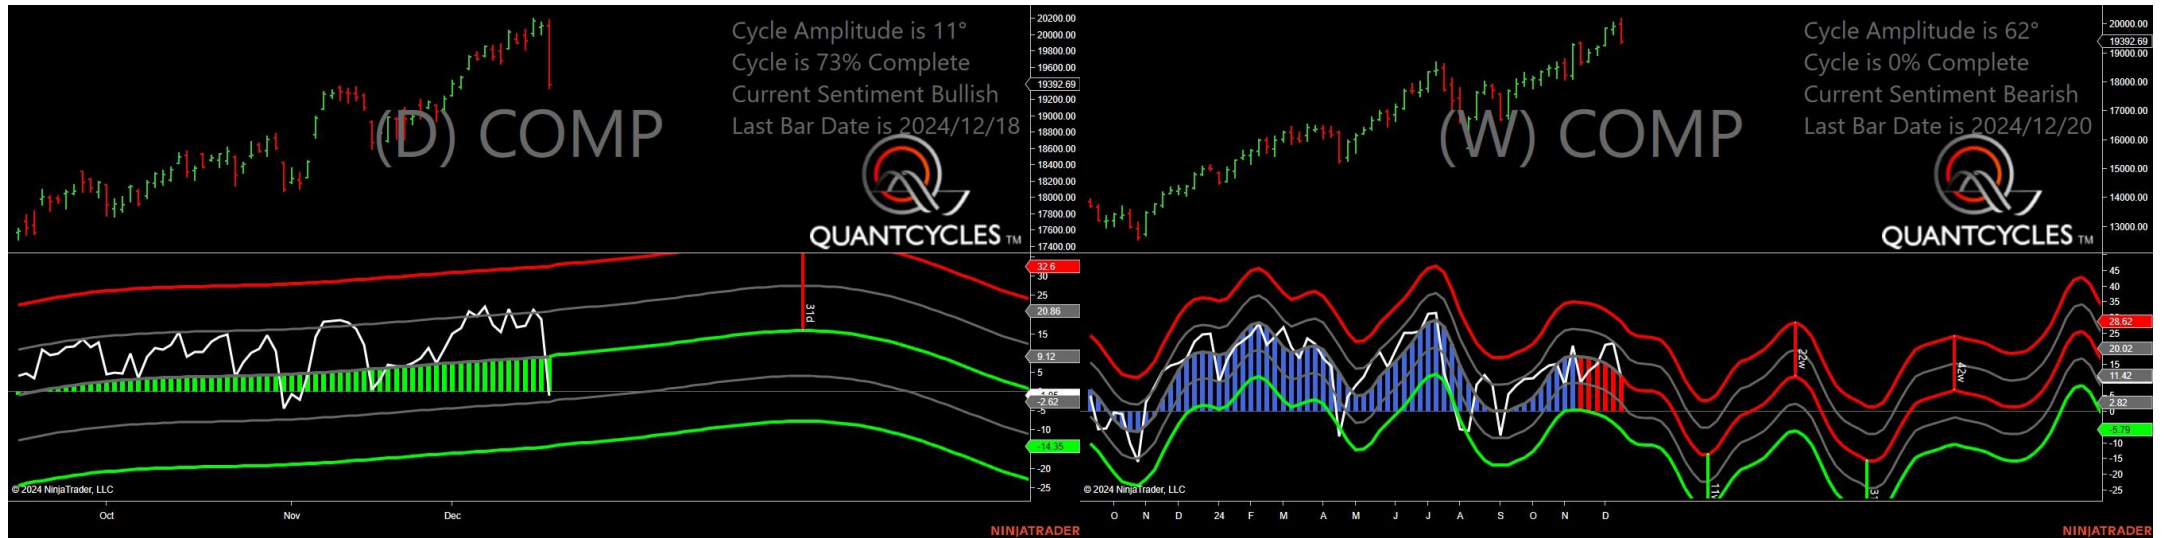 Cycle Amplitude is 11°
Cycle is 73% Complete
Current Sentiment Bullish
Last Bar Date is 2024/12/18
(D) COMP
QUANTCYCLES TM
20200.00
20000.00
19800.00
19600.00
19392.69
19200.00
19000.00
18800.00
18600.00
18400.00
18200.00
18000.00
17800.00
17600.00
17400.00
32.6
30
25
20.86
15
9.12
5
-2.62
-5
-10
-14.35
-20
-25
31d
© 2024 NinjaTrader, LLC
Oct Nov Dec
NINJATRADER
Cycle Amplitude is 62°
Cycle is 0% Complete
Current Sentiment Bearish
Last Bar Date is 2024/12/20
(W) COMP
QUANTCYCLES TM
20000.00
19392.69
19000.00
18000.00
17000.00
16000.00
15000.00
14000.00
13000.00
45
40
35
28.62
25
20.02
15
11.42
5
2.82
0
-5.79
-10
-15
-20
-25
22w
42w
© 2024 NinjaTrader, LLC
O N D 24 F M A M J J A S O N D
NINJATRADER